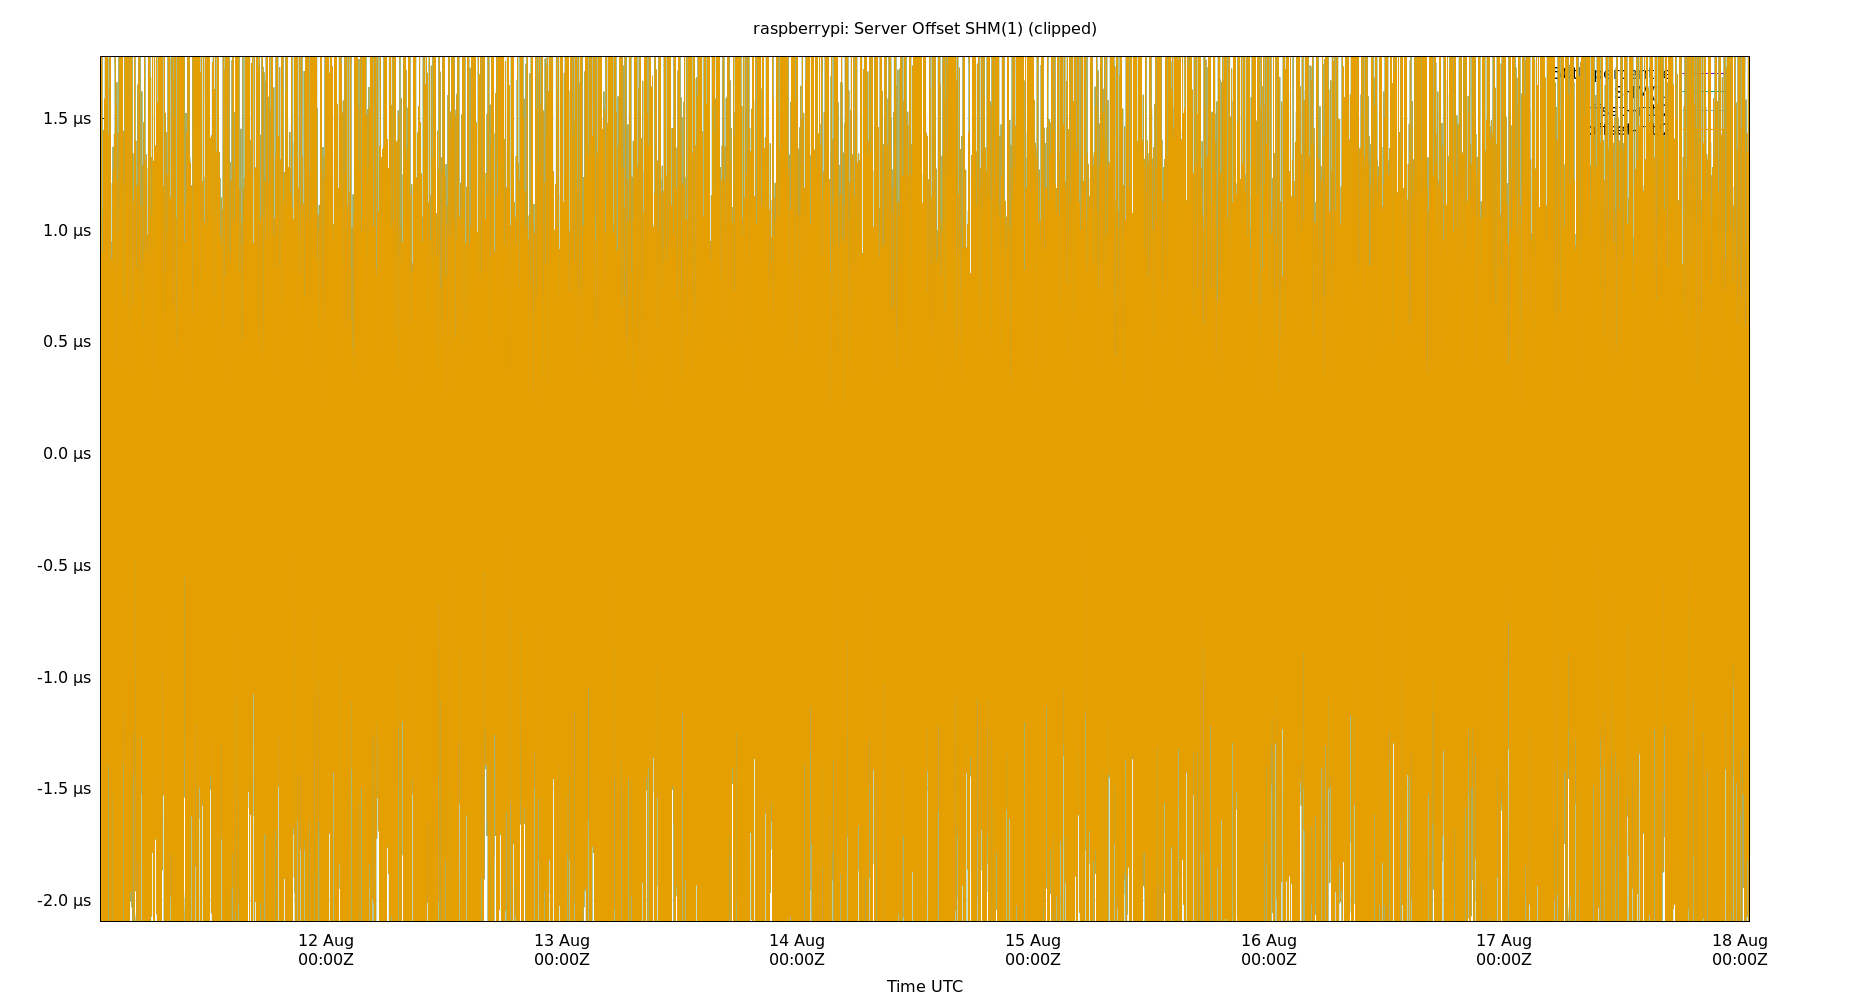 raspberrypi: Server Offset SHM(1) (clipped)
1.5 µs
1.0 µs
0.5 µs
0.0 µs
-0.5 µs
-1.0 µs
-1.5 µs
-2.0 µs
12 Aug 13 Aug 14 Aug 15 Aug 16 Aug 17 Aug 18 Aug
00:00Z 00:00Z 00:00Z 00:00Z 00:00Z 00:00Z 00:00Z
Time UTC